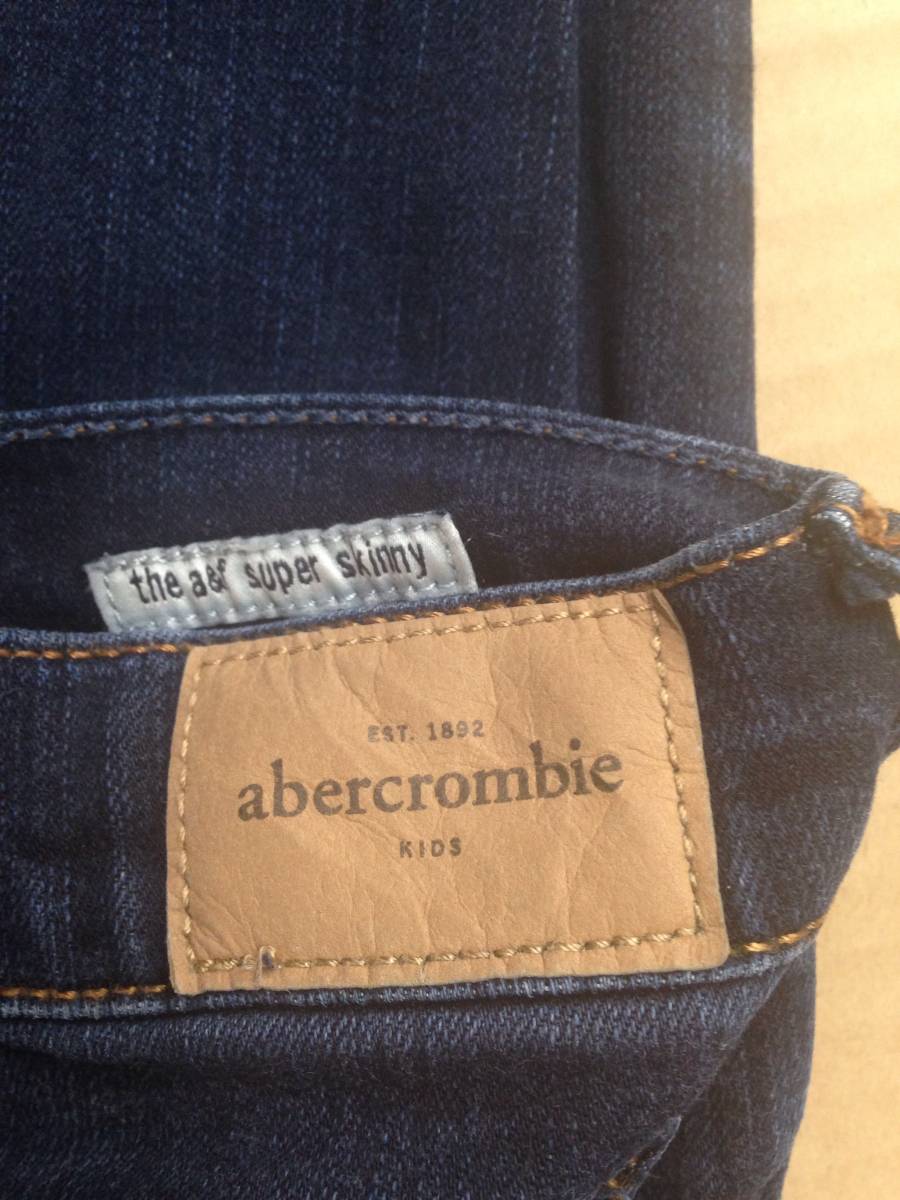 the a&f super skinny
EST. 1892
abercrombie
KIDS